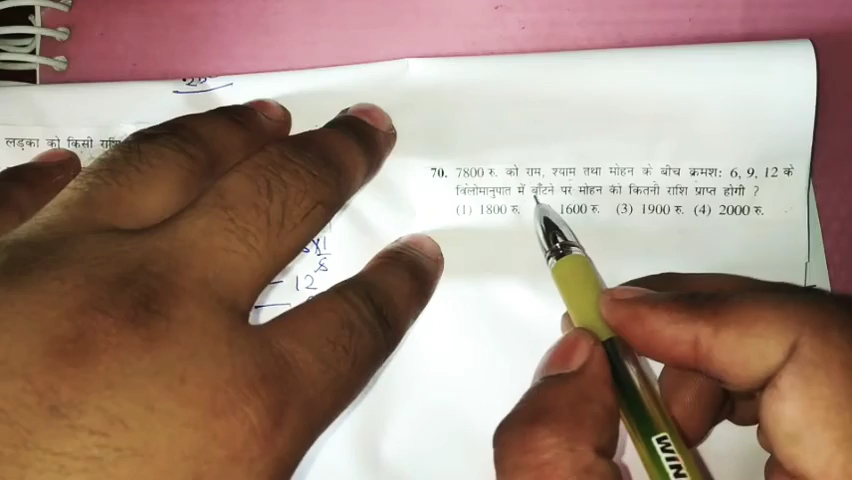 लड़का को किसी
70. 7800 रु. को राम, श्याम तथा मोहन के बीच क्रमश: 6, 9, 12 के
विलोमानुपात में बाँटने पर मोहन को कितनी राशि प्राप्त होगी ?
(1) 1800 रु. 1600 रु. (3) 1900 रु. (4) 2000 रु.
12
WIN